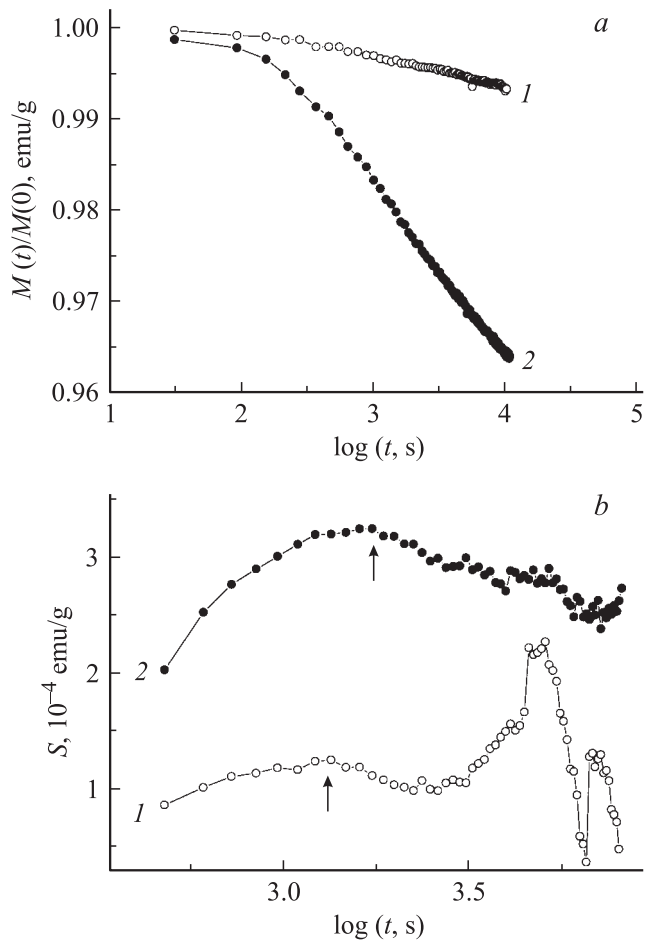 a
1.00
0.99
0.98
0.97
0.96
M (t)/M(0), emu/g
1
2
1 2 3 4 5
log (t, s)
b
3
2
1
S, 10⁻⁴ emu/g
2
1
3.0 3.5
log (t, s)